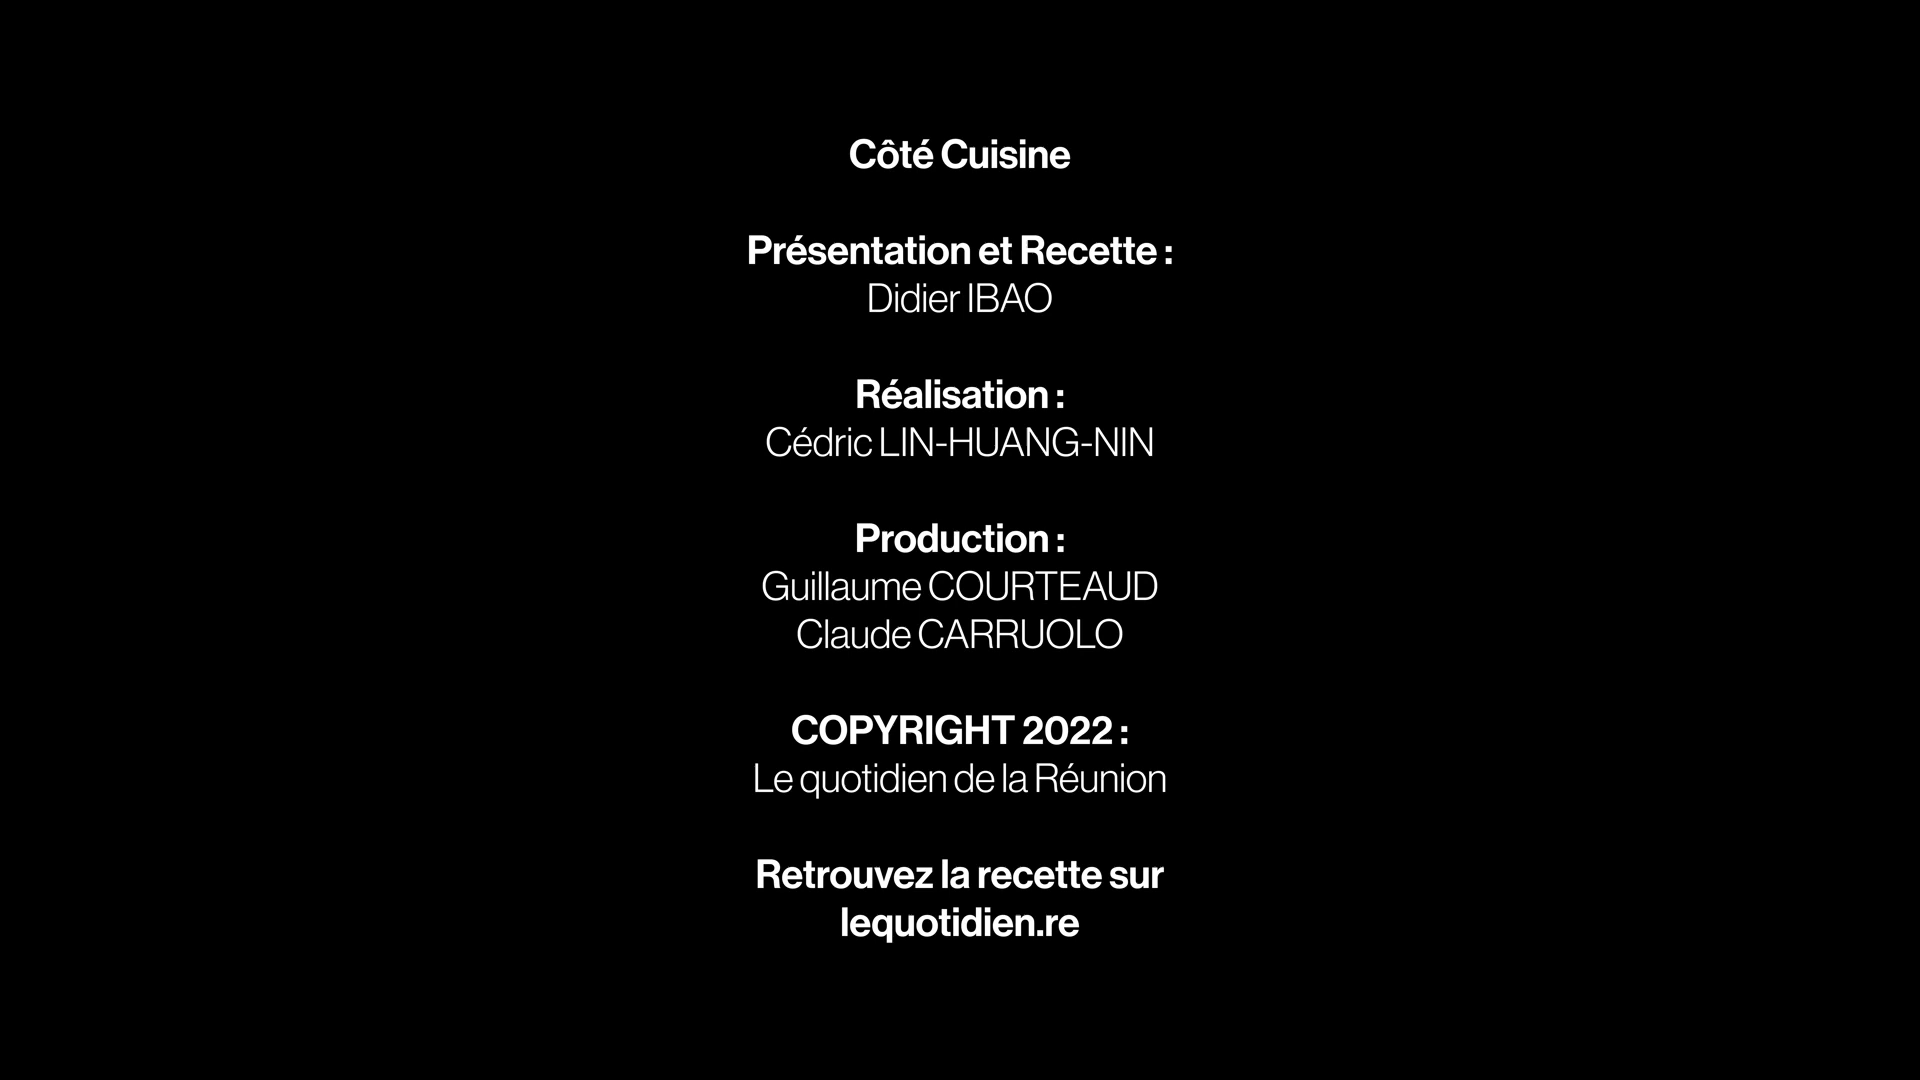 Côté Cuisine
Présentation et Recette :
Didier IBAO
Réalisation :
Cédric LIN-HUANG-NIN
Production :
Guillaume COURTEAUD
Claude CARRUOLO
COPYRIGHT 2022 :
Le quotidien de la Réunion
Retrouvez la recette sur
lequotidien.re